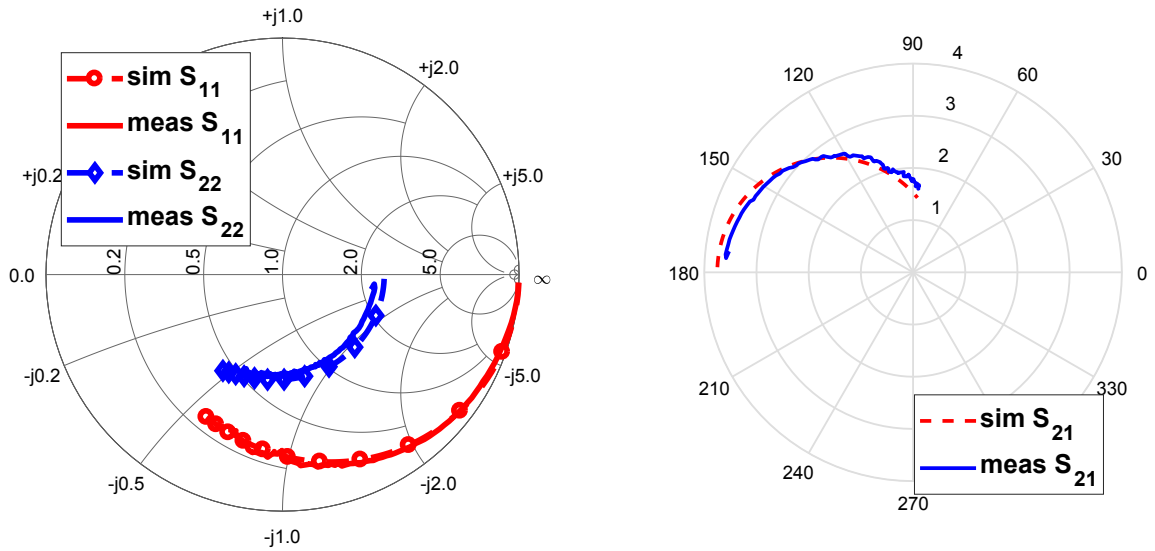 +j1.0
sim S11
meas S11
sim S22
meas S22
+j2.0
+j0.2
+j5.0
0.0
0.2
0.5
1.0
2.0
5.0
∞
-j0.2
-j5.0
-j0.5
-j2.0
-j1.0
90
4
120
60
3
150
30
2
1
180
0
210
330
sim S21
meas S21
240
270